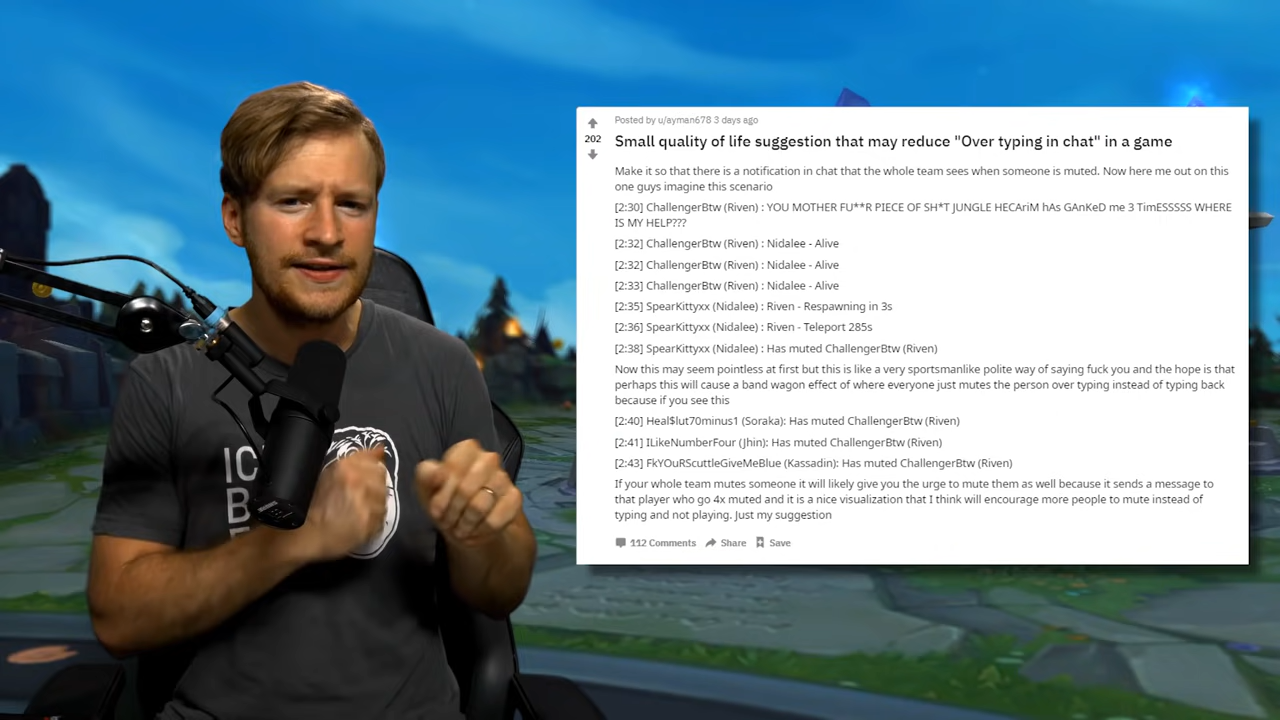 Posted by u/ayman678 3 days ago
202
Small quality of life suggestion that may reduce "Over typing in chat" in a game
Make it so that there is a notification in chat that the whole team sees when someone is muted. Now here me out on this
one guys imagine this scenario
[2:30] ChallengerBtw (Riven) : YOU MOTHER FU**R PIECE OF SH*T JUNGLE HECAriM hAs GAnKeD me 3 TimESSSSS WHERE
IS MY HELP???
[2:32] ChallengerBtw (Riven) : Nidalee - Alive
[2:32] ChallengerBtw (Riven) : Nidalee - Alive
[2:33] ChallengerBtw (Riven) : Nidalee - Alive
[2:35] SpearKittyxx (Nidalee) : Riven - Respawning in 3s
[2:36] SpearKittyxx (Nidalee) : Riven - Teleport 285s
[2:38] SpearKittyxx (Nidalee) : Has muted ChallengerBtw (Riven)
Now this may seem pointless at first but this is like a very sportsmanlike polite way of saying fuck you and the hope is that
perhaps this will cause a band wagon effect of where everyone just mutes the person over typing instead of typing back
because if you see this
[2:40] Heal$lut70minus1 (Soraka): Has muted ChallengerBtw (Riven)
[2:41] ILikeNumberFour (Jhin): Has muted ChallengerBtw (Riven)
[2:43] FkYOuRScuttleGiveMeBlue (Kassadin): Has muted ChallengerBtw (Riven)
If your whole team mutes someone it will likely give you the urge to mute them as well because it sends a message to
that player who go 4x muted and it is a nice visualization that I think will encourage more people to mute instead of
typing and not playing. Just my suggestion
112 Comments Share Save